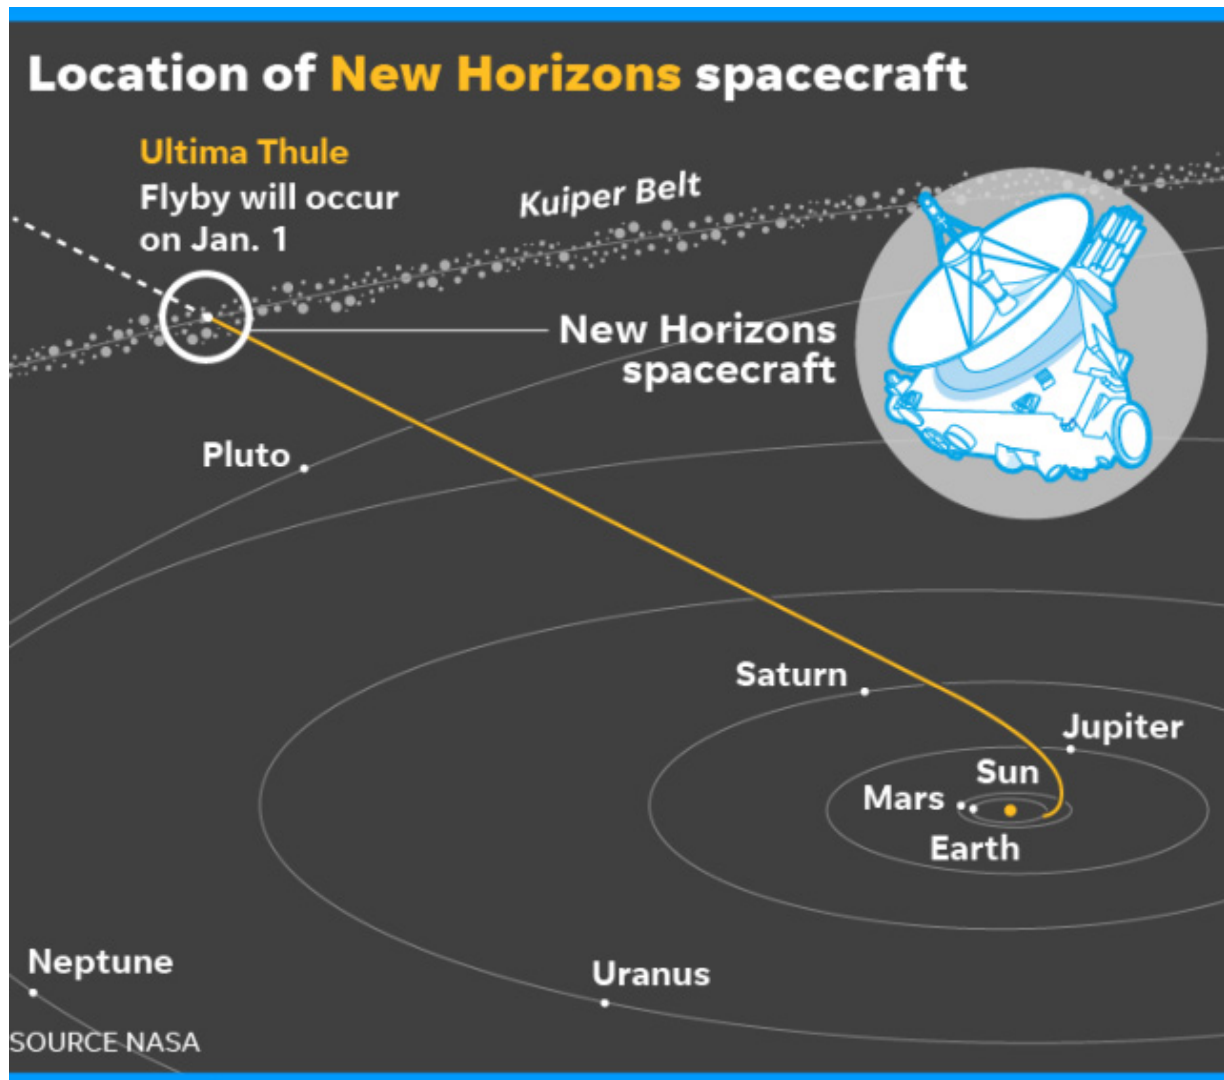 Location of New Horizons spacecraft
Ultima Thule
Flyby will occur
on Jan. 1
Kuiper Belt
New Horizons
spacecraft
Pluto
Saturn
Jupiter
Sun
Mars
Earth
Neptune
Uranus
SOURCE NASA